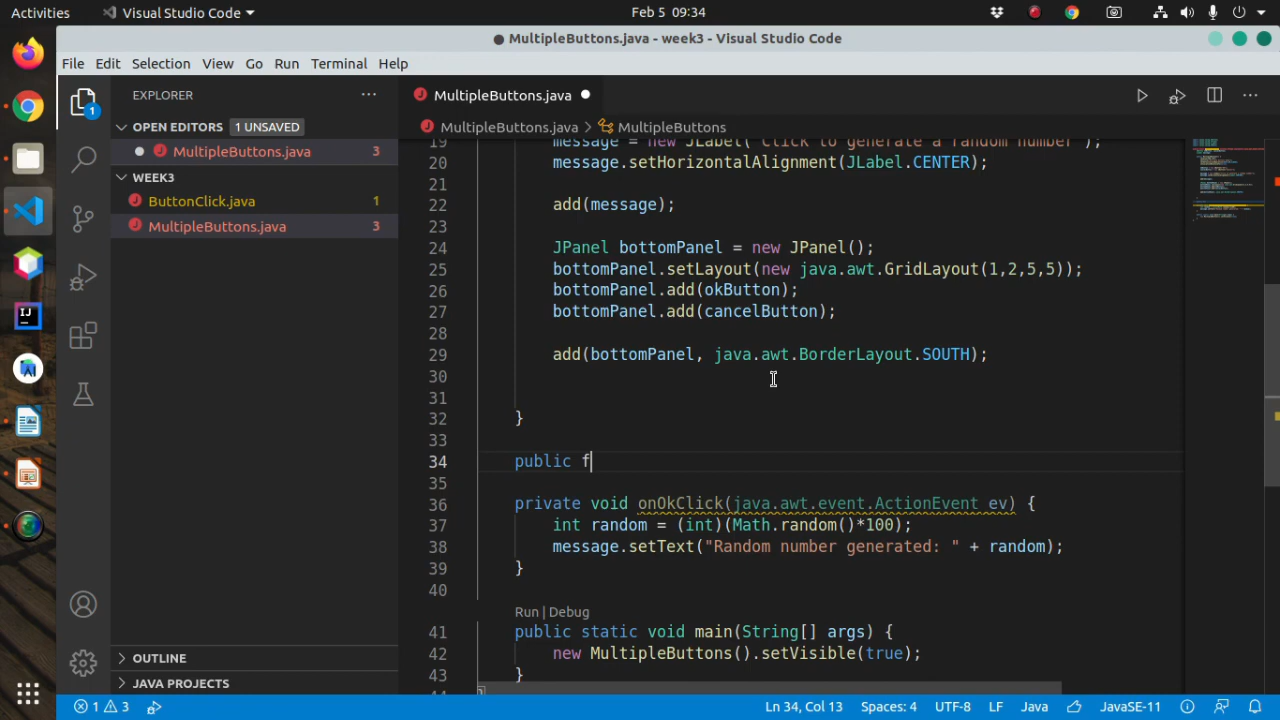 Activities Visual Studio Code Feb 5 09:34
● MultipleButtons.java - week3 - Visual Studio Code
File Edit Selection View Go Run Terminal Help
EXPLORER ···
MultipleButtons.java ●
OPEN EDITORS 1 UNSAVED
MultipleButtons.java > MultipleButtons
● MultipleButtons.java 3
WEEK3
ButtonClick.java 1
MultipleButtons.java 3
1
19 message = new JLabel("Click to generate a random number");
20 message.setHorizontalAlignment(JLabel.CENTER);
21
22 add(message);
23
24 JPanel bottomPanel = new JPanel();
25 bottomPanel.setLayout(new java.awt.GridLayout(1,2,5,5));
26 bottomPanel.add(okButton);
27 bottomPanel.add(cancelButton);
28
29 add(bottomPanel, java.awt.BorderLayout.SOUTH);
30
31
32 }
33
34 public f
35
36 private void onOkClick(java.awt.event.ActionEvent ev) {
37 int random = (int)(Math.random()*100);
38 message.setText("Random number generated: " + random);
39 }
40
Run | Debug
41 public static void main(String[] args) {
42 new MultipleButtons().setVisible(true);
43 }
OUTLINE
JAVA PROJECTS
1 3 Ln 34, Col 13 Spaces: 4 UTF-8 LF Java JavaSE-11